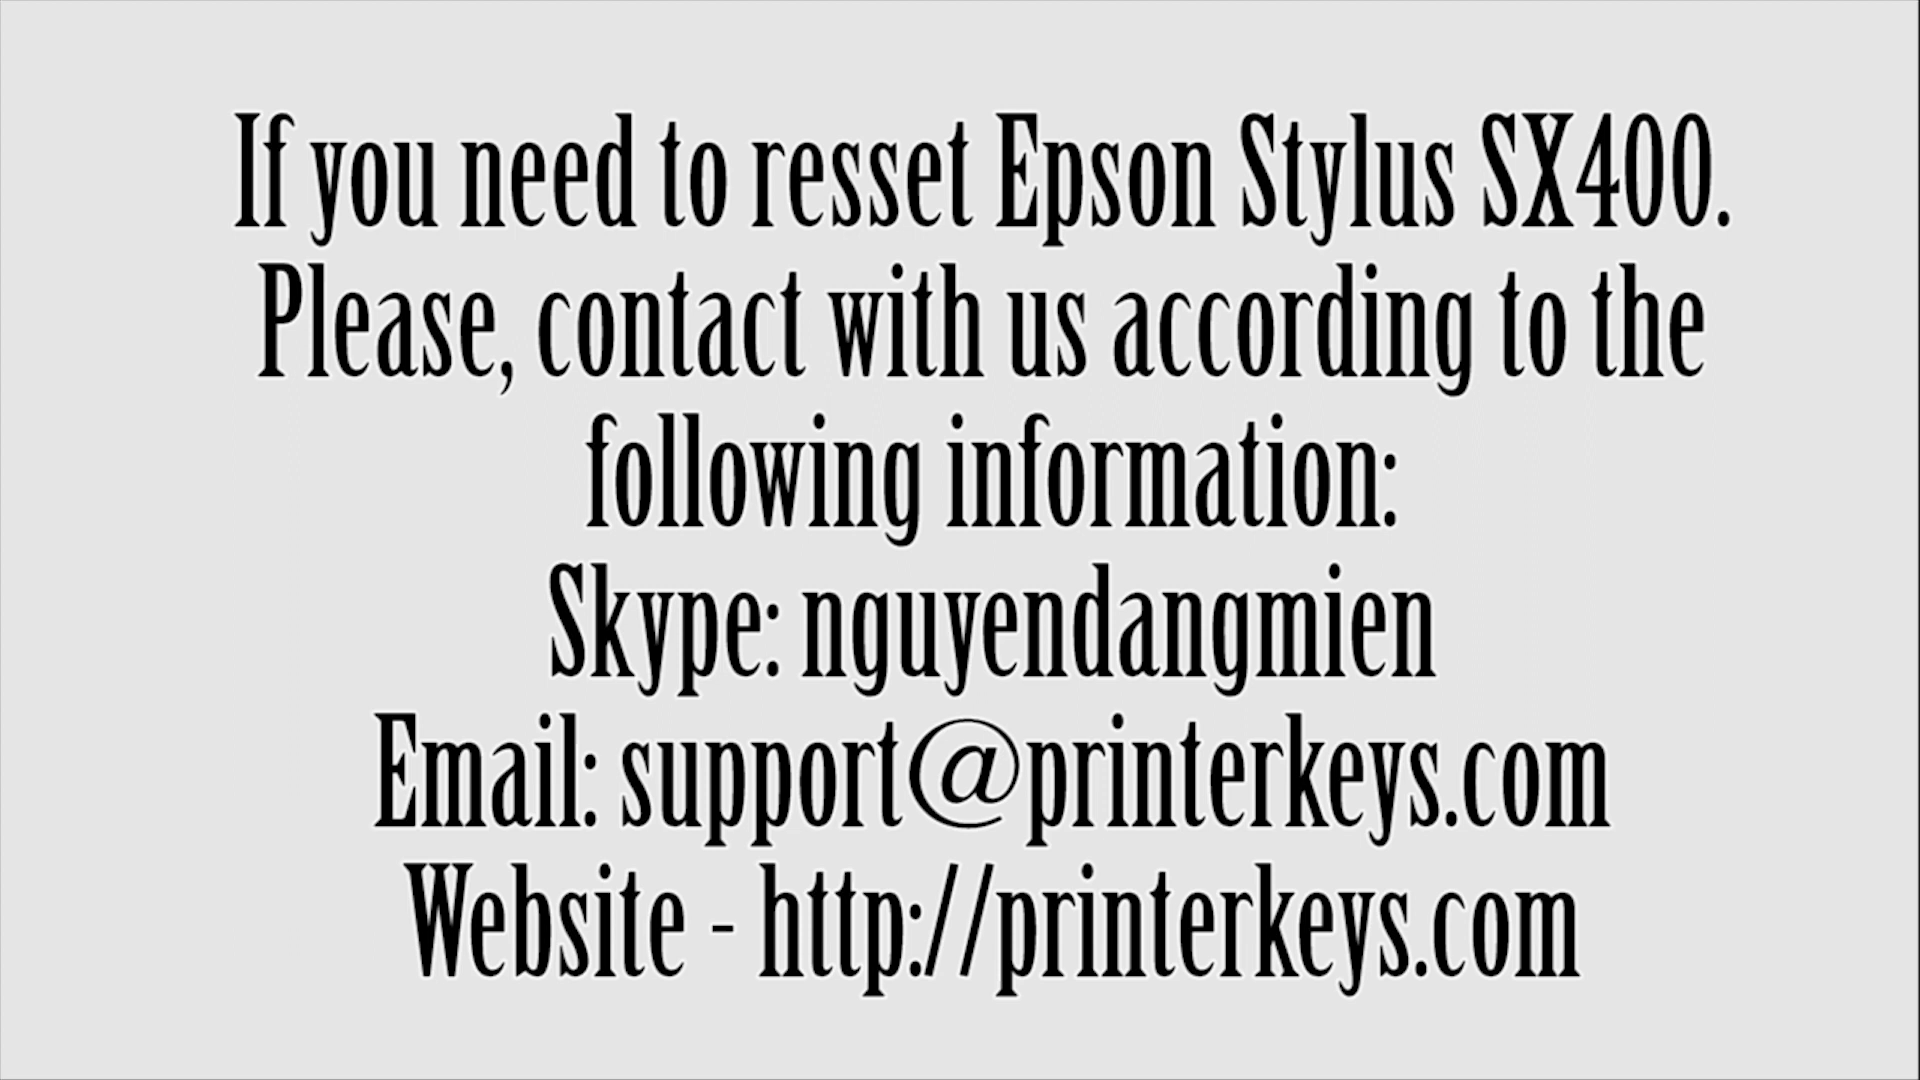 If you need to resset Epson Stylus SX400.
Please, contact with us according to the
following information:
Skype: nguyendangmien
Email: support@printerkeys.com
Website - http://printerkeys.com